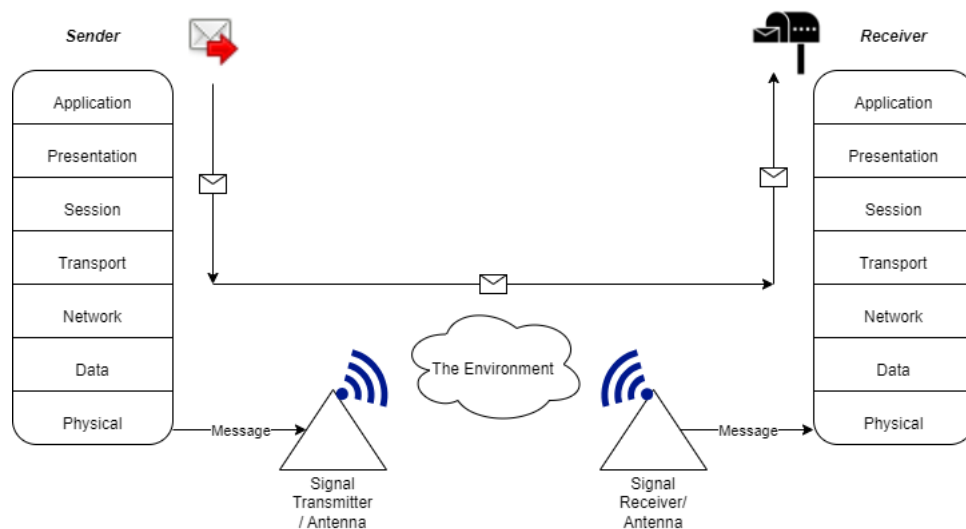 Sender
Receiver
Application
Presentation
Session
Transport
Network
Data
Physical
Application
Presentation
Session
Transport
Network
Data
Physical
The Environment
Message
Message
Signal
Transmitter
/ Antenna
Signal
Receiver/
Antenna